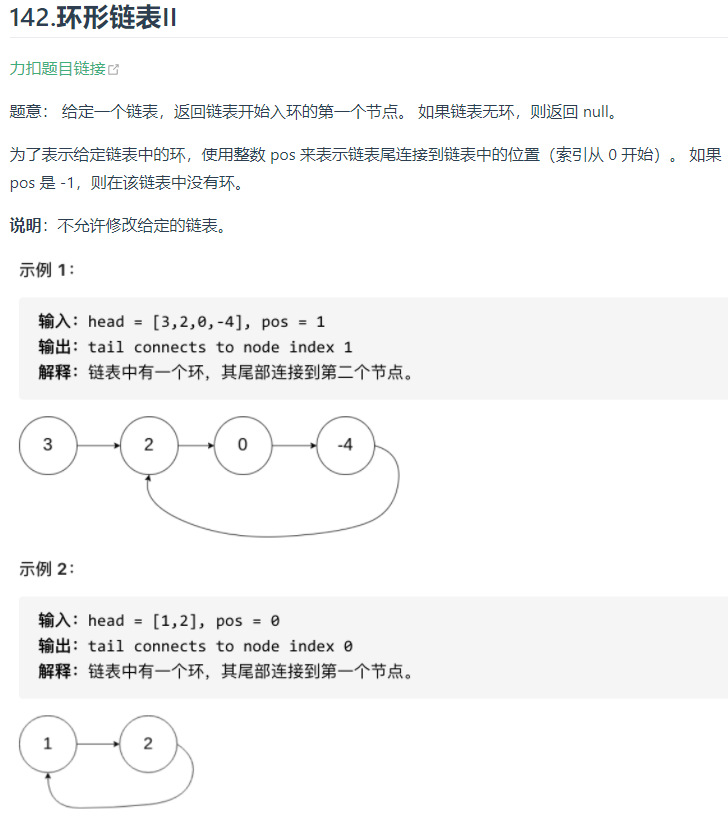 142.环形链表II
力扣题目链接
题意： 给定一个链表，返回链表开始入环的第一个节点。 如果链表无环，则返回 null。
为了表示给定链表中的环，使用整数 pos 来表示链表尾连接到链表中的位置（索引从 0 开始）。 如果
pos 是 -1，则在该链表中没有环。
说明：不允许修改给定的链表。
示例 1：
输入：head = [3,2,0,-4], pos = 1
输出：tail connects to node index 1
解释：链表中有一个环，其尾部连接到第二个节点。
3 2 0 -4
示例 2：
输入：head = [1,2], pos = 0
输出：tail connects to node index 0
解释：链表中有一个环，其尾部连接到第一个节点。
1 2